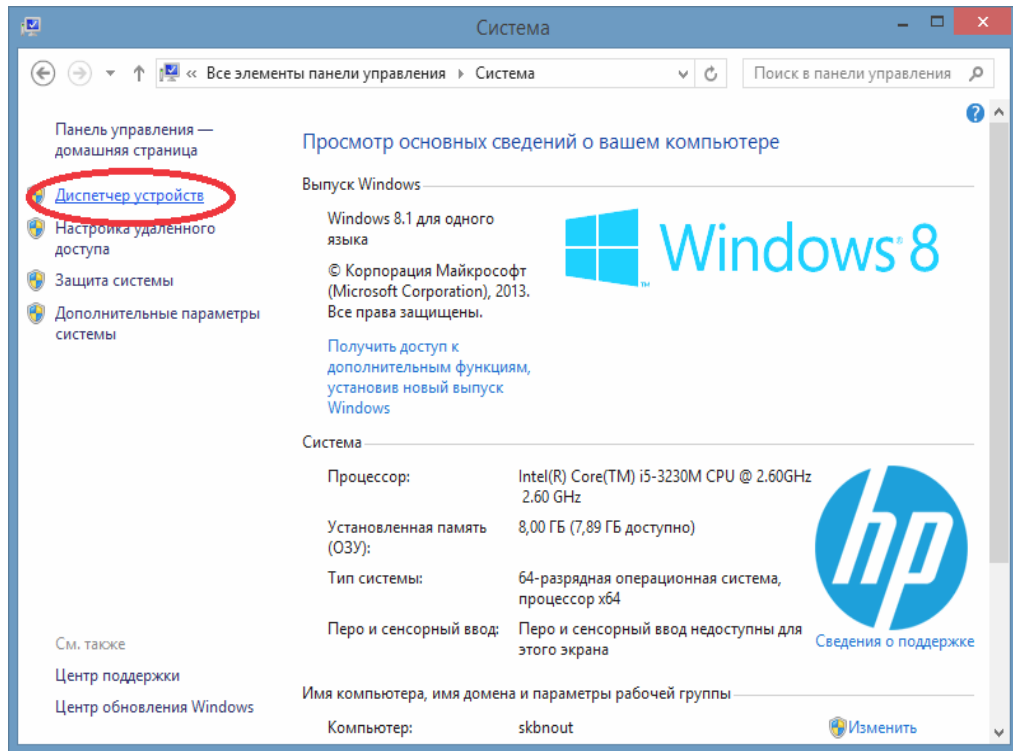 Система
« Все элементы панели управления Система
Поиск в панели управления
Панель управления —
домашняя страница
Диспетчер устройств
Настройка удаленного
доступа
Защита системы
Дополнительные параметры
системы
См. также
Центр поддержки
Центр обновления Windows
Просмотр основных сведений о вашем компьютере
Выпуск Windows
Windows 8.1 для одного
языка
© Корпорация Майкрософт
(Microsoft Corporation), 2013.
Все права защищены.
Получить доступ к
дополнительным функциям,
установив новый выпуск
Windows
Windows 8
Система
Процессор: Intel(R) Core(TM) i5-3230M CPU @ 2.60GHz
2.60 GHz
Установленная память 8,00 ГБ (7,89 ГБ доступно)
(ОЗУ):
Тип системы: 64-разрядная операционная система,
процессор x64
Перо и сенсорный ввод: Перо и сенсорный ввод недоступны для
этого экрана
hp
Сведения о поддержке
Имя компьютера, имя домена и параметры рабочей группы
Компьютер: skbnout Изменить